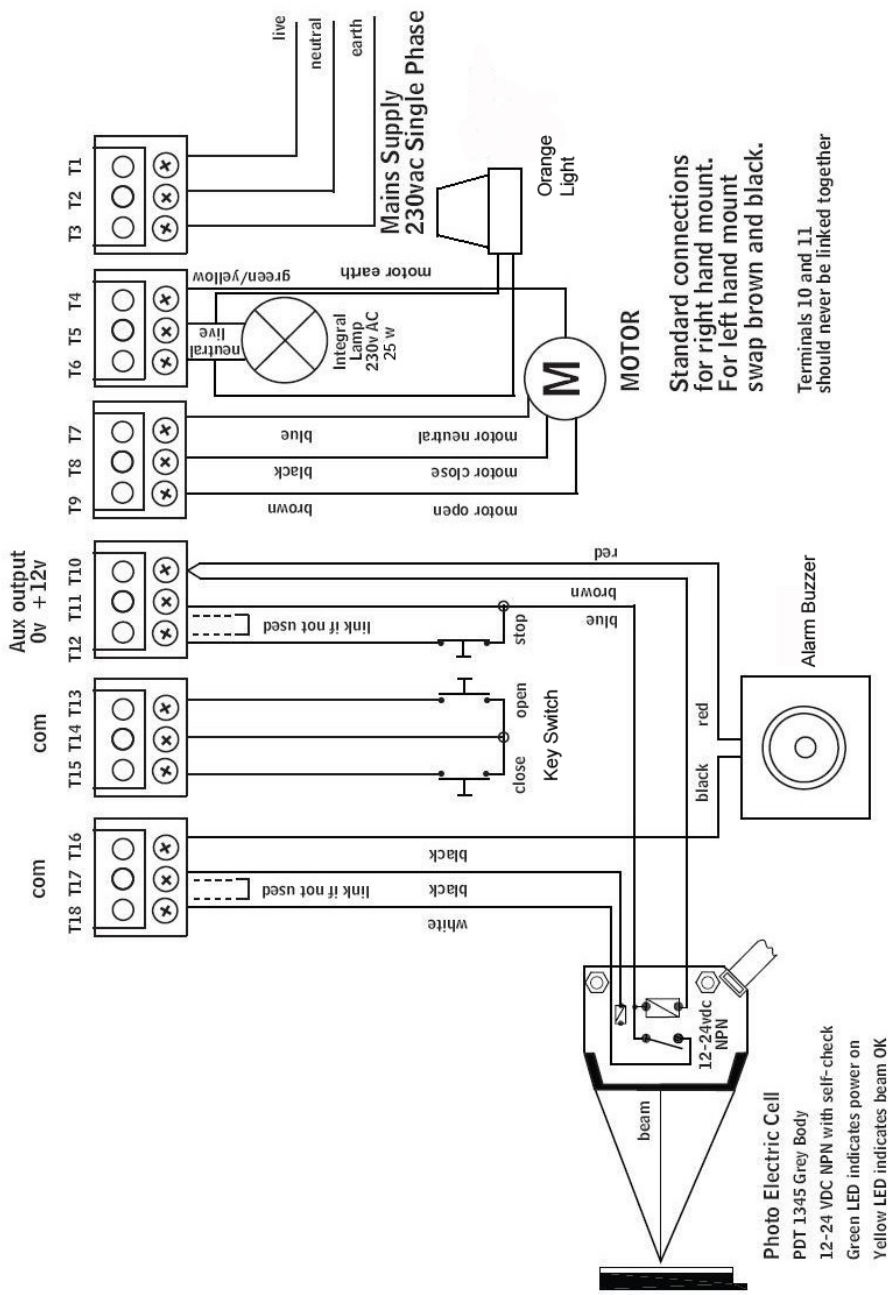 com
com
Aux output
0v +12v
T18 T17 T16
T15 T14 T13
T12 T11 T10
T9 T8 T7
T6 T5 T4
T3 T2 T1
live
neutral
earth
Mains Supply
230vac Single Phase
green/yellow
motor earth
live
neutral
Integral
Lamp
230v AC
25 w
Orange
Light
M
MOTOR
blue
motor neutral
black
motor close
brown
motor open
Standard connections
for right hand mount.
For left hand mount
swap brown and black.
Terminals 10 and 11
should never be linked together
red
brown
blue
link if not used
stop
open
close
Key Switch
red
black
Alarm Buzzer
black
link if not used
black
white
12-24vdc
NPN
beam
Photo Electric Cell
PDT 1345 Grey Body
12-24 VDC NPN with self-check
Green LED indicates power on
Yellow LED indicates beam OK